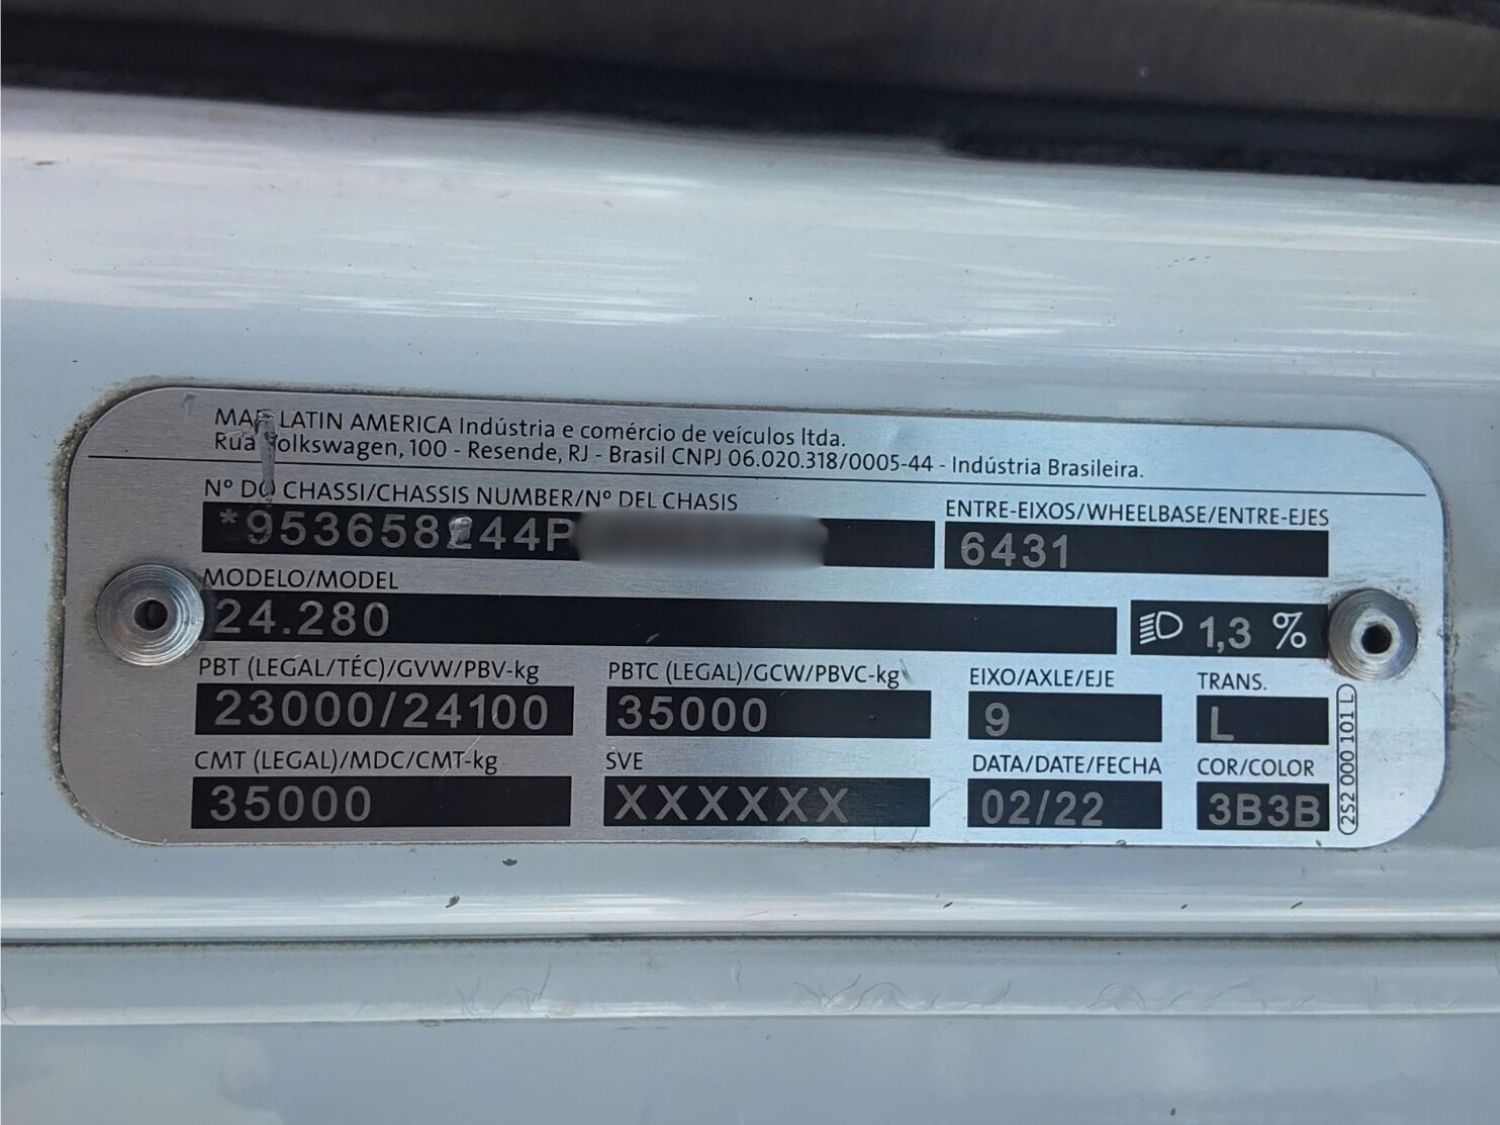 MAN LATIN AMERICA Indústria e comércio de veículos ltda.
Rua Volkswagen, 100 - Resende, RJ - Brasil CNPJ 06.020.318/0005-44 - Indústria Brasileira.
Nº DO CHASSI/CHASSIS NUMBER/Nº DEL CHASIS
ENTRE-EIXOS/WHEELBASE/ENTRE-EJES
*953658244P
6431
MODELO/MODEL
24.280
1,3 %
PBT (LEGAL/TÉC)/GVW/PBV-kg
PBTC (LEGAL)/GCW/PBVC-kg
EIXO/AXLE/EJE
TRANS.
23000/24100
35000
9
L
CMT (LEGAL)/MDC/CMT-kg
SVE
DATA/DATE/FECHA
COR/COLOR
35000
XXXXXX
02/22
3B3B
2S2 000 101 L